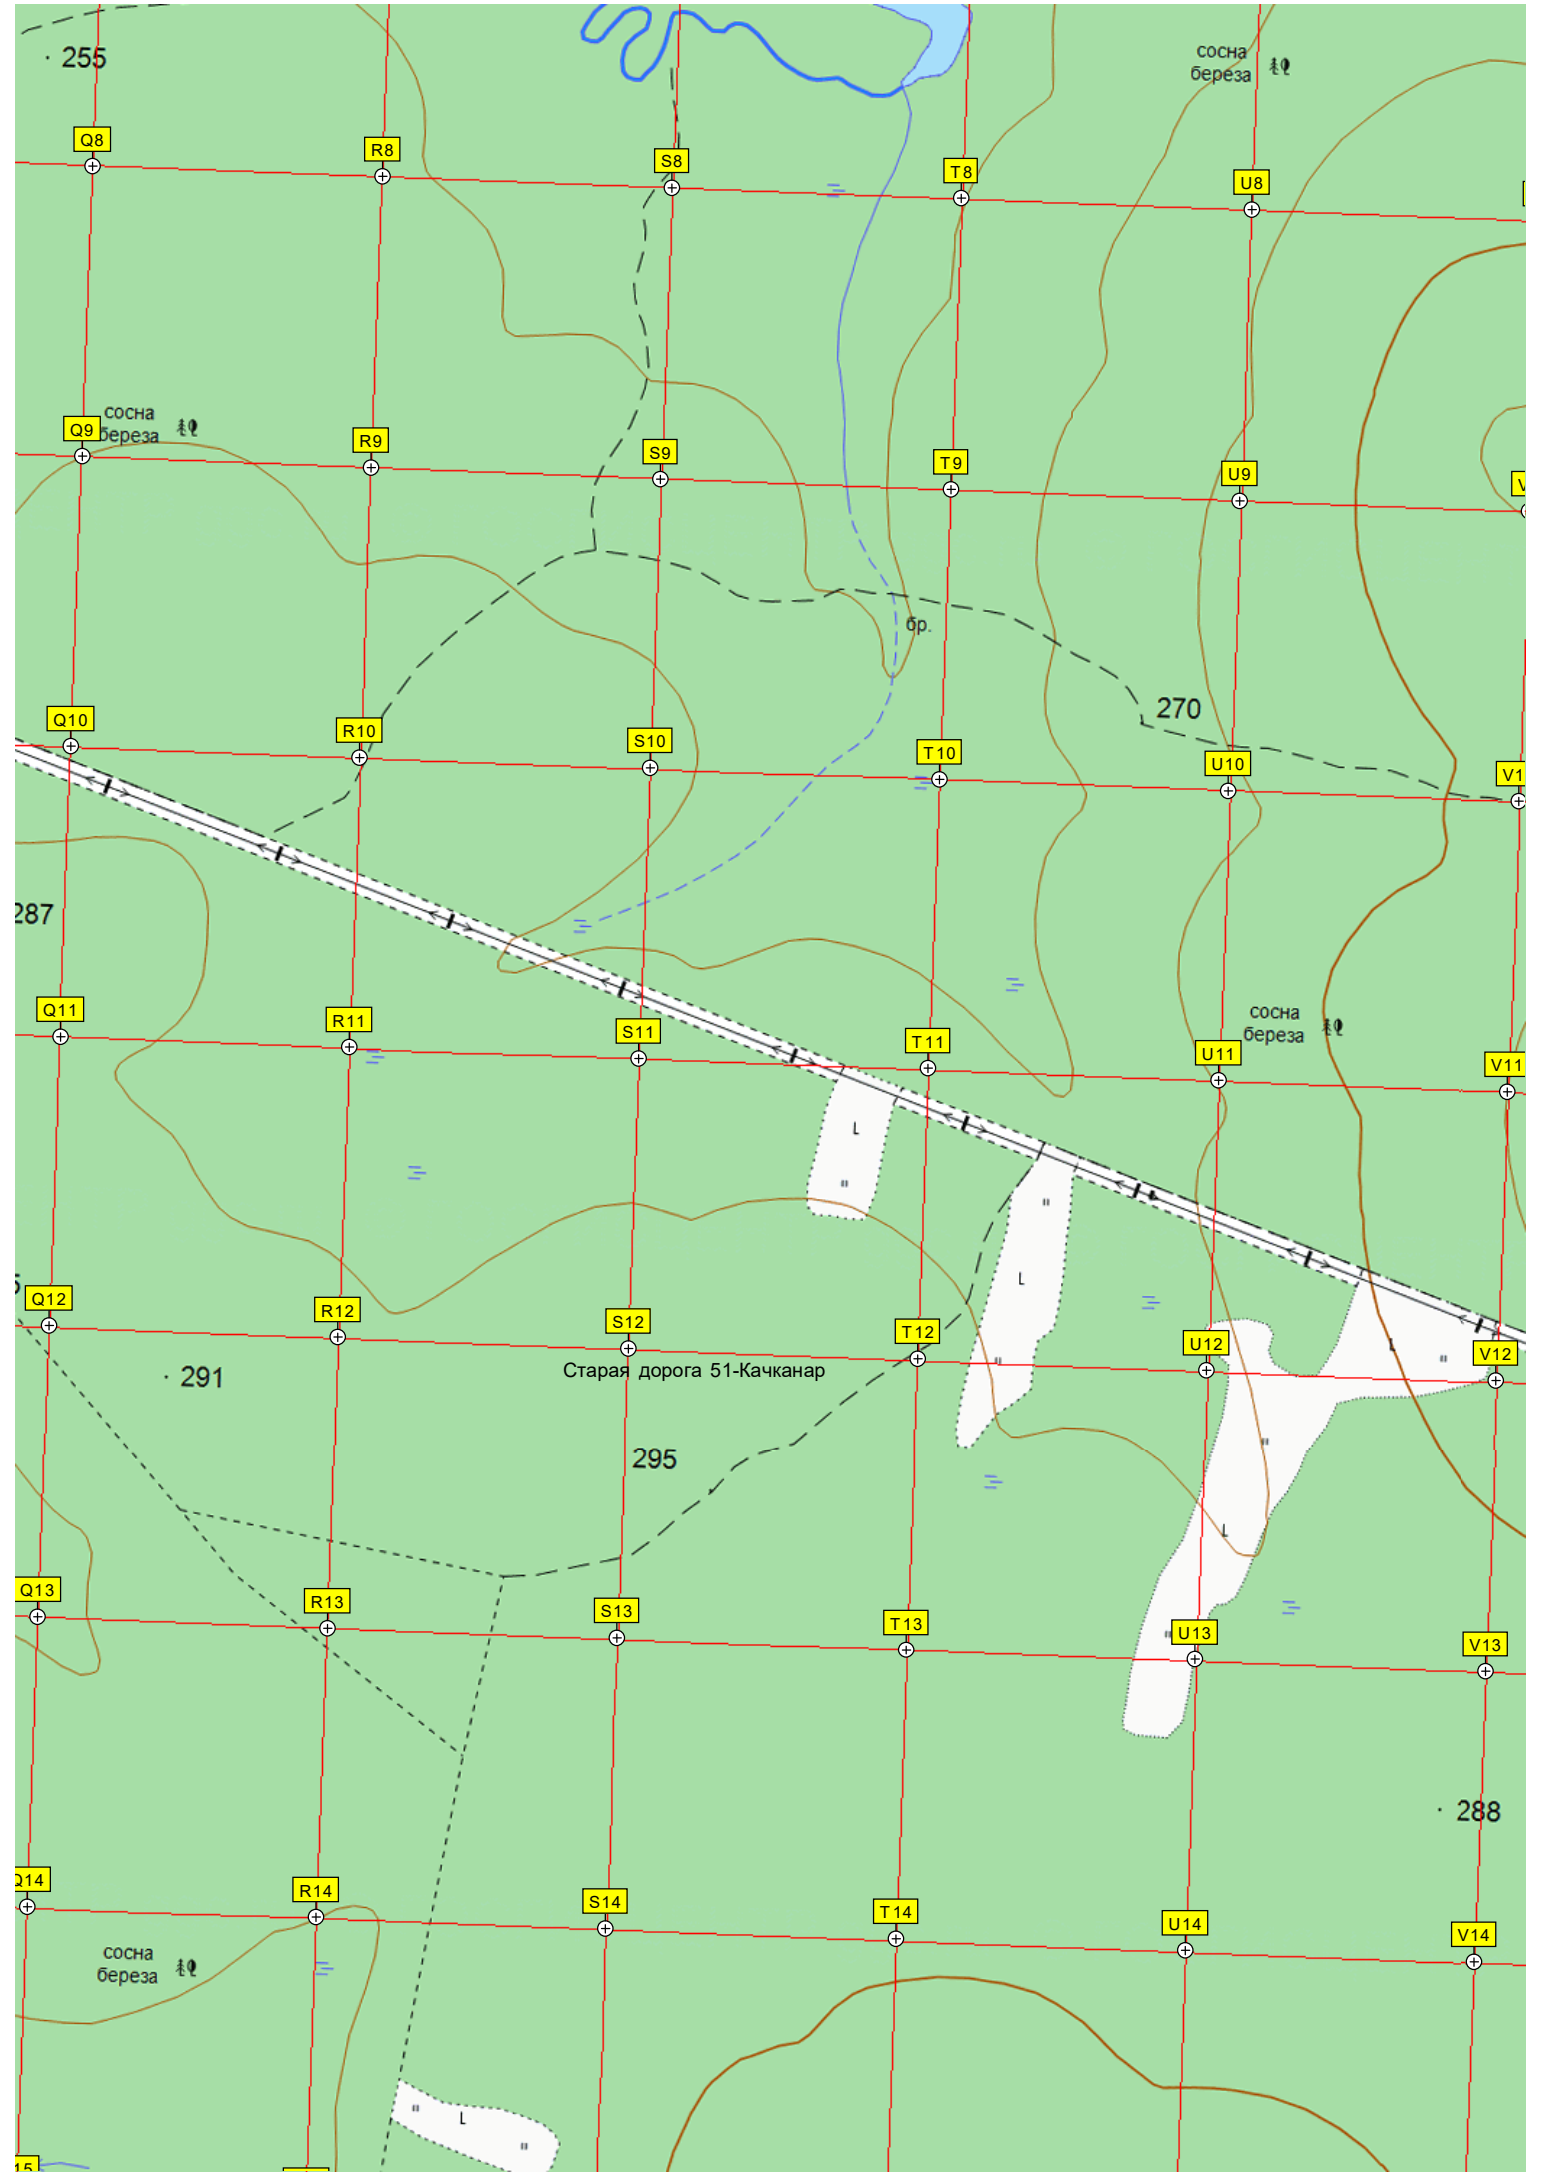 255
сосна
береза
Q8
R8
S8
T8
U8
сосна
береза
Q9
R9
S9
T9
U9
V
бр.
270
Q10
R10
S10
T10
U10
V1
287
Q11
R11
S11
T11
сосна
береза
U11
V11
L
L
Q12
R12
S12
T12
U12
L
V12
291
Старая дорога 51-Качканар
295
L
Q13
R13
S13
T13
U13
V13
288
Q14
R14
S14
T14
U14
V14
сосна
береза
L
15